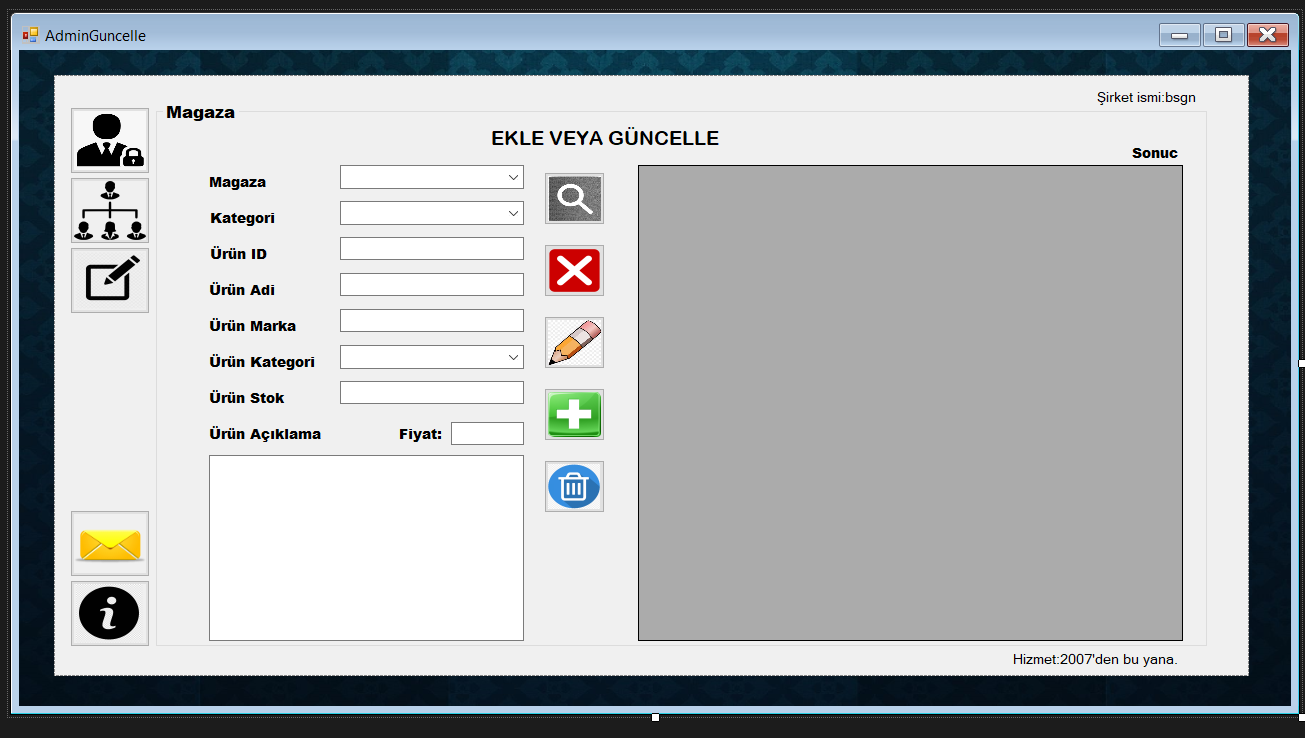 AdminGuncelle
Şirket ismi:bsgn
Magaza
EKLE VEYA GÜNCELLE
Sonuc
Magaza
Kategori
Ürün ID
Ürün Adi
Ürün Marka
Ürün Kategori
Ürün Stok
Ürün Açıklama Fiyat:
Hizmet:2007'den bu yana.